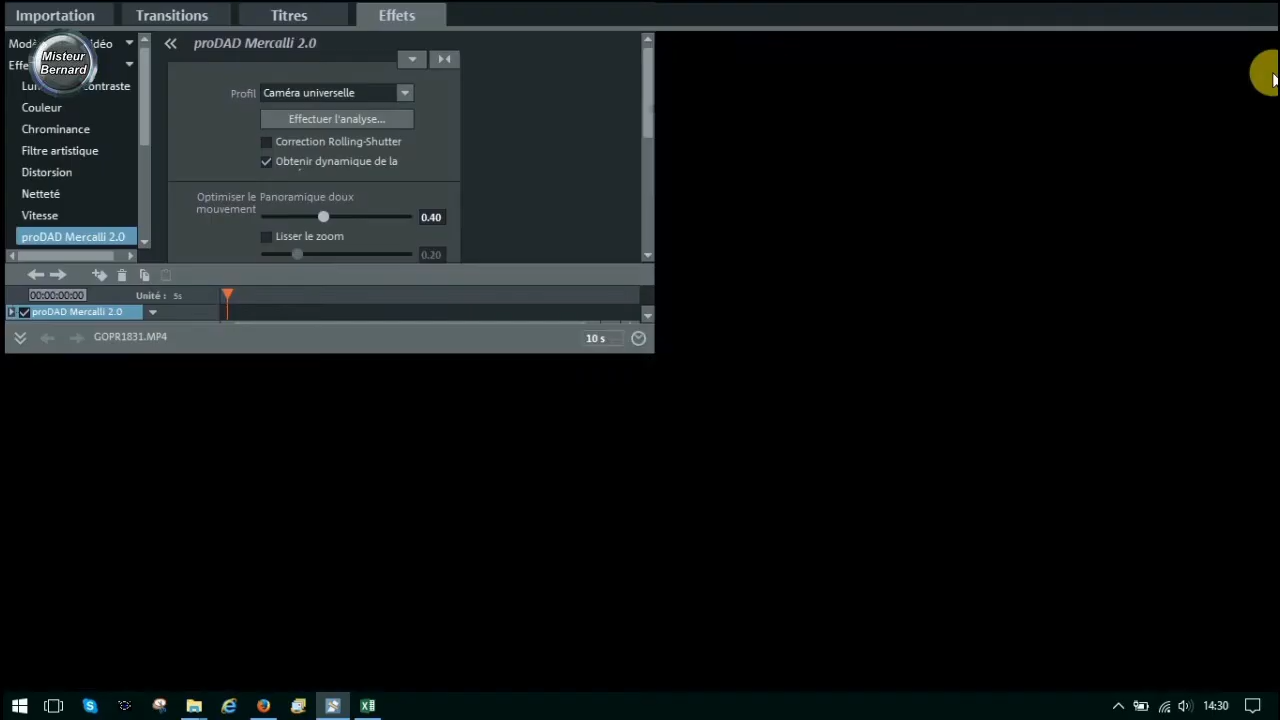 Importation Transitions Titres Effets
Misteur
Bernard
proDAD Mercalli 2.0
Couleur
Chrominance
Filtre artistique
Distorsion
Netteté
Vitesse
proDAD Mercalli 2.0
Profil Caméra universelle
Effectuer l'analyse...
Correction Rolling-Shutter
Obtenir dynamique de la
Optimiser le mouvement
Panoramique doux
0.40
Lisser le zoom
0.20
00:00:00:00 Unité : 5s
proDAD Mercalli 2.0
GOPR1831.MP4 10 s
14:30